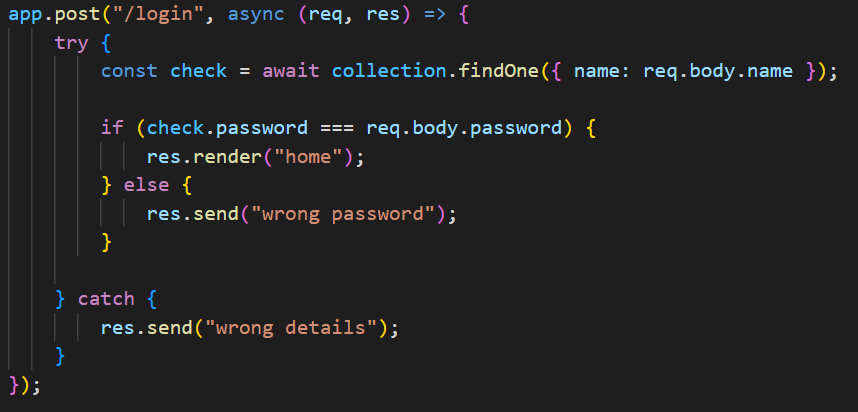 app.post("/login", async (req, res) => {
    try {
        const check = await collection.findOne({ name: req.body.name });

        if (check.password === req.body.password) {
            res.render("home");
        } else {
            res.send("wrong password");
        }

    } catch {
        res.send("wrong details");
    }
});